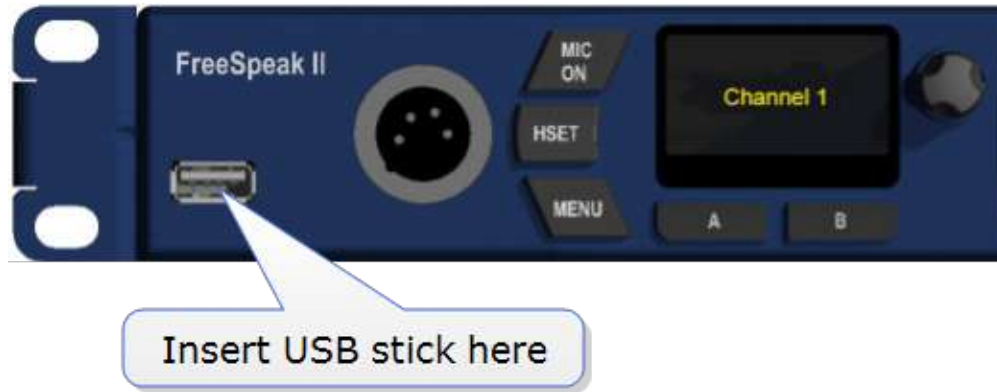 FreeSpeak II
MIC
ON
HSET
MENU
Channel 1
A
B
Insert USB stick here